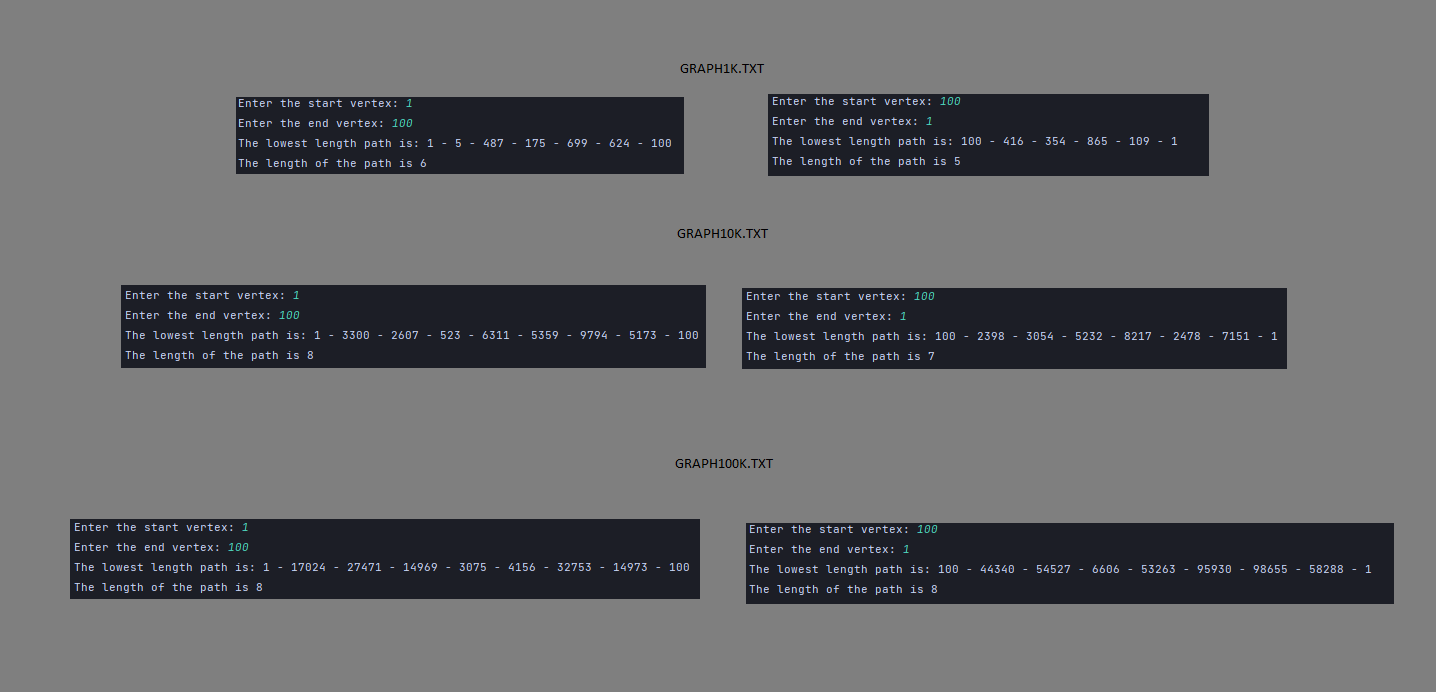 GRAPH1K.TXT
Enter the start vertex: 1
Enter the end vertex: 100
The lowest length path is: 1 - 5 - 487 - 175 - 699 - 624 - 100
The length of the path is 6
Enter the start vertex: 100
Enter the end vertex: 1
The lowest length path is: 100 - 416 - 354 - 865 - 109 - 1
The length of the path is 5
GRAPH10K.TXT
Enter the start vertex: 1
Enter the end vertex: 100
The lowest length path is: 1 - 3300 - 2607 - 523 - 6311 - 5359 - 9794 - 5173 - 100
The length of the path is 8
Enter the start vertex: 100
Enter the end vertex: 1
The lowest length path is: 100 - 2398 - 3054 - 5232 - 8217 - 2478 - 7151 - 1
The length of the path is 7
GRAPH100K.TXT
Enter the start vertex: 1
Enter the end vertex: 100
The lowest length path is: 1 - 17024 - 27471 - 14969 - 3075 - 4156 - 32753 - 14973 - 100
The length of the path is 8
Enter the start vertex: 100
Enter the end vertex: 1
The lowest length path is: 100 - 44340 - 54527 - 6606 - 53263 - 95930 - 98655 - 58288 - 1
The length of the path is 8